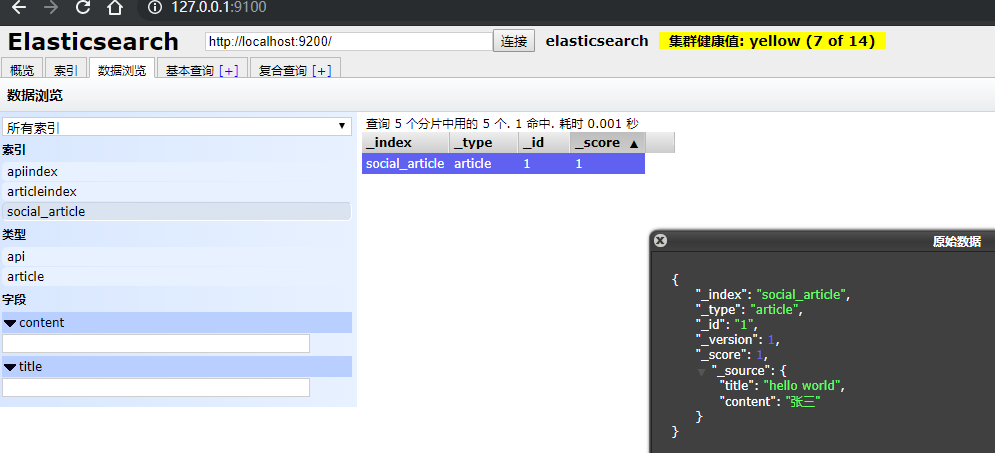 127.0.0.1:9100
Elasticsearch http://localhost:9200/ 连接 elasticsearch 集群健康值: yellow (7 of 14)
概览 索引 数据浏览 基本查询 [+] 复合查询 [+]
数据浏览
所有索引
索引
apiindex
articleindex
social_article
类型
api
article
字段
content
title
查询 5 个分片中用的 5 个. 1 命中. 耗时 0.001 秒
_index _type _id _score ▲
social_article article 1 1
原始数据
{
"_index": "social_article",
"_type": "article",
"_id": "1",
"_version": 1,
"_score": 1,
"_source": {
"title": "hello world",
"content": "张三"
}
}